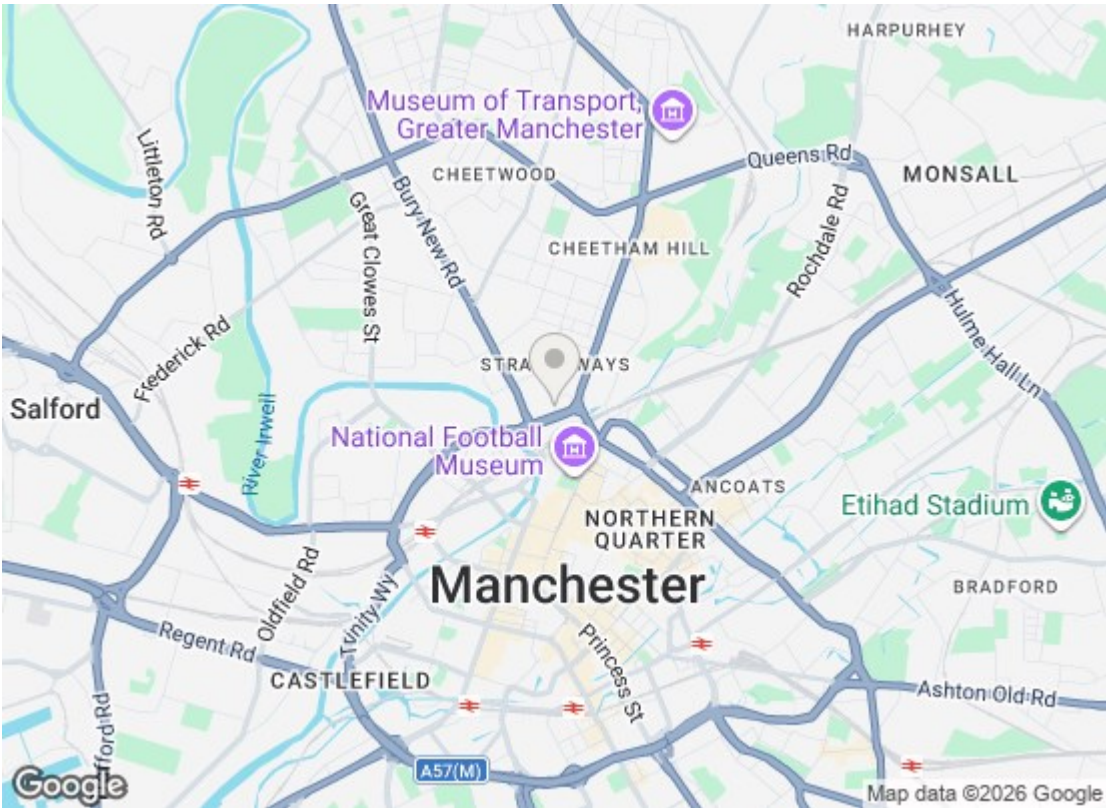 HARPURHEY
Museum of Transport,
Greater Manchester
Littleton Rd
CHEETWOOD
Queens Rd
MONSALL
Great Clowes St
Bury New Rd
Rochdale Rd
CHEETHAM HILL
Hulme Hall Ln
Frederick Rd
WAYS
Salford
River Irwell
National Football
Museum
ANCOATS
Etihad Stadium
NORTHERN
QUARTER
Manchester
BRADFORD
Oldfield Rd
Trinity Wy
Regent Rd
Princess St
CASTLEFIELD
Ashton Old Rd
A57(M)
Google
Map data ©2026 Google